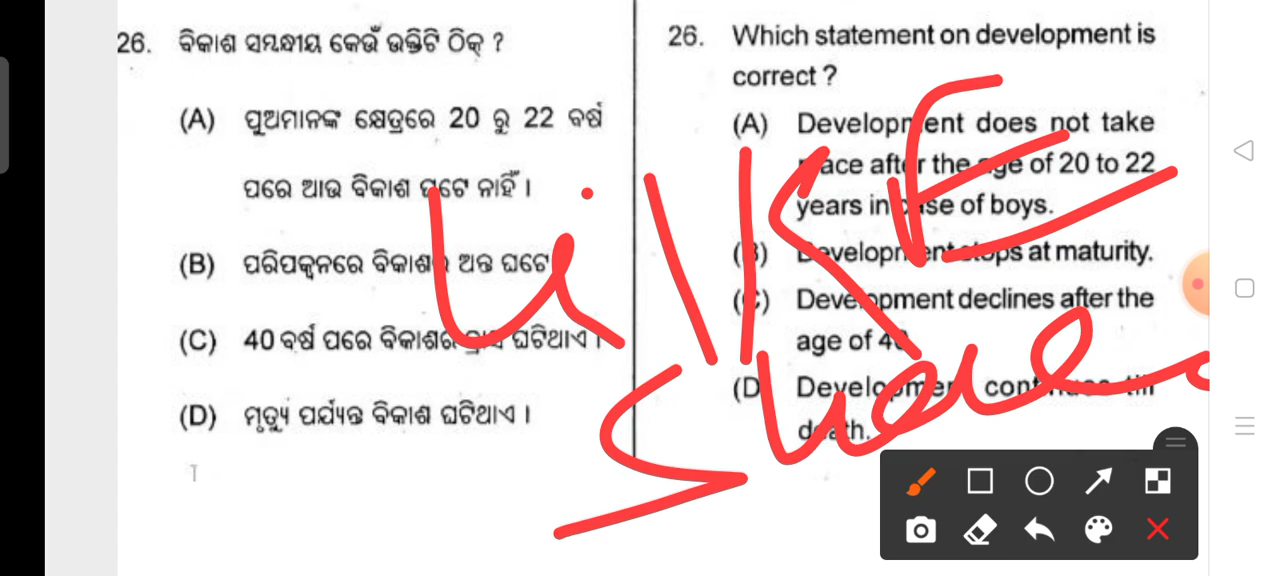 26. ବିକାଶ ସମ୍ବନ୍ଧୀୟ କେଉଁ ଉକ୍ତିଟି ଠିକ୍ ?
(A) ପୁଅମାନଙ୍କ କ୍ଷେତ୍ରରେ 20 ରୁ 22 ବର୍ଷ
ପରେ ଆଉ ବିକାଶ ଘଟେ ନାହିଁ ।
(B) ପରିପକ୍ୱନରେ ବିକାଶର ଅନ୍ତ ଘଟେ
(C) 40 ବର୍ଷ ପରେ ବିକାଶର ହ୍ରାସ ଘଟିଥାଏ ।
(D) ମୃତ୍ୟୁ ପର୍ଯ୍ୟନ୍ତ ବିକାଶ ଘଟିଥାଏ ।
26. Which statement on development is
correct ?
(A) Development does not take
place after the age of 20 to 22
years in case of boys.
(B) Development stops at maturity.
(C) Development declines after the
age of 40
(D) Development continues till
death.
LiKE
Share